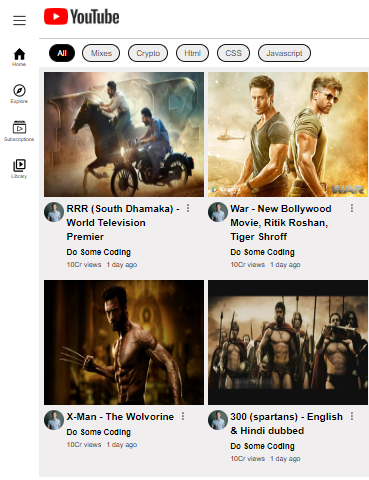 YouTube
All Mixes Crypto Html CSS Javascript
Home
Explore
Subscriptions
Library
RRR (South Dhamaka) -
World Television
Premier
Do Some Coding
10Cr views 1 day ago
WAR
War - New Bollywood
Movie, Ritik Roshan,
Tiger Shroff
Do Some Coding
10Cr views 1 day ago
X-Man - The Wolvorine
Do Some Coding
10Cr views 1 day ago
300 (spartans) - English
& Hindi dubbed
Do Some Coding
10Cr views 1 day ago